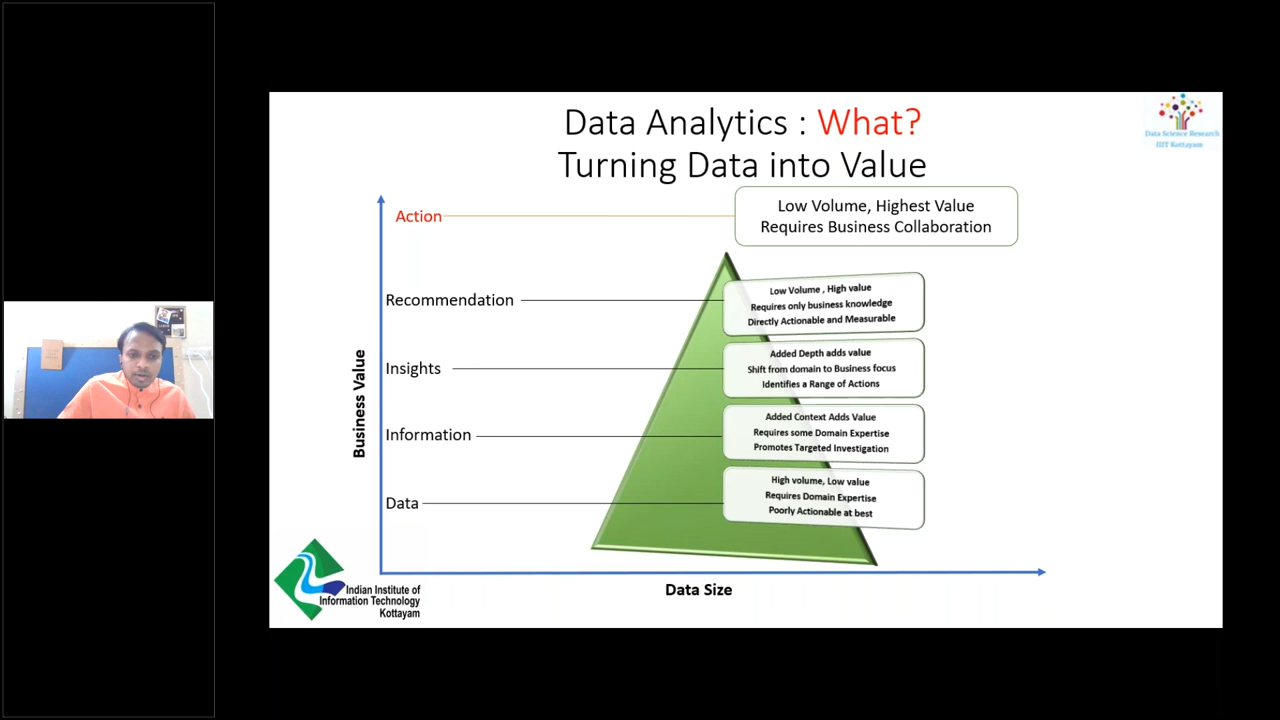 Data Analytics : What?
Turning Data into Value
Data Science Research
IIIT Kottayam
Action
Low Volume, Highest Value
Requires Business Collaboration
Recommendation
Low Volume , High value
Requires only business knowledge
Directly Actionable and Measurable
Insights
Added Depth adds value
Shift from domain to Business focus
Identifies a Range of Actions
Information
Added Context Adds Value
Requires some Domain Expertise
Promotes Targeted Investigation
Data
High volume, Low value
Requires Domain Expertise
Poorly Actionable at best
Business Value
Data Size
Indian Institute of
Information Technology
Kottayam